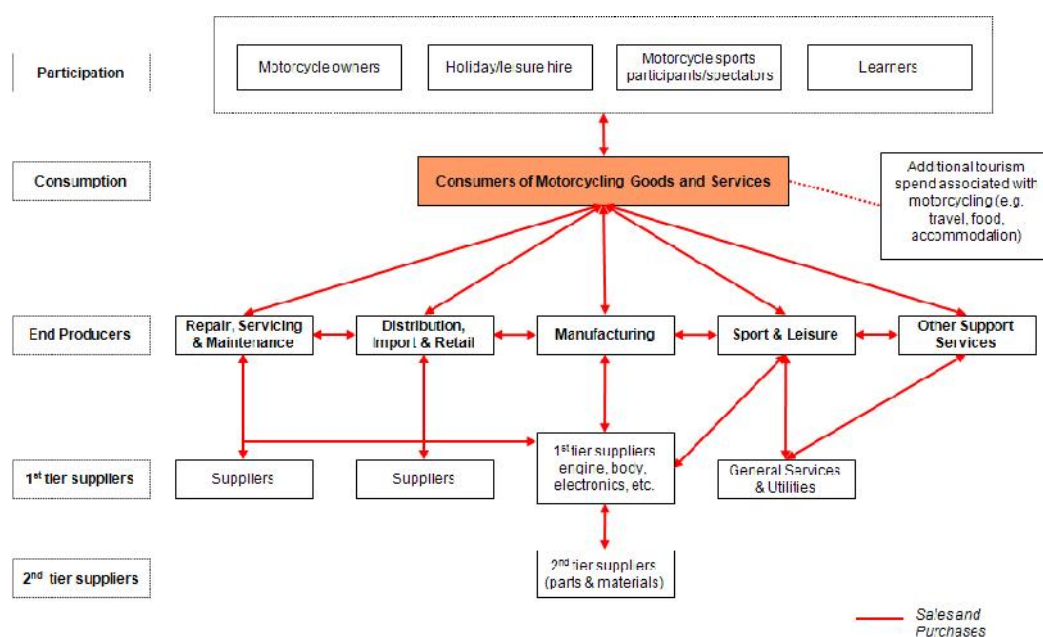 Participation
Motorcycle owners
Holiday/leisure hire
Motorcycle sports
participants/spectators
Learners
Consumption
Consumers of Motorcycling Goods and Services
Additional tourism
spend associated with
motorcycling (e.g.
travel, food,
accommodation)
End Producers
Repair, Servicing
& Maintenance
Distribution,
Import & Retail
Manufacturing
Sport & Leisure
Other Support
Services
1st tier suppliers
Suppliers
Suppliers
1st tier suppliers
engine, body,
electronics, etc.
General Services
& Utilities
2nd tier suppliers
2nd tier suppliers
(parts & materials)
Sales and
Purchases